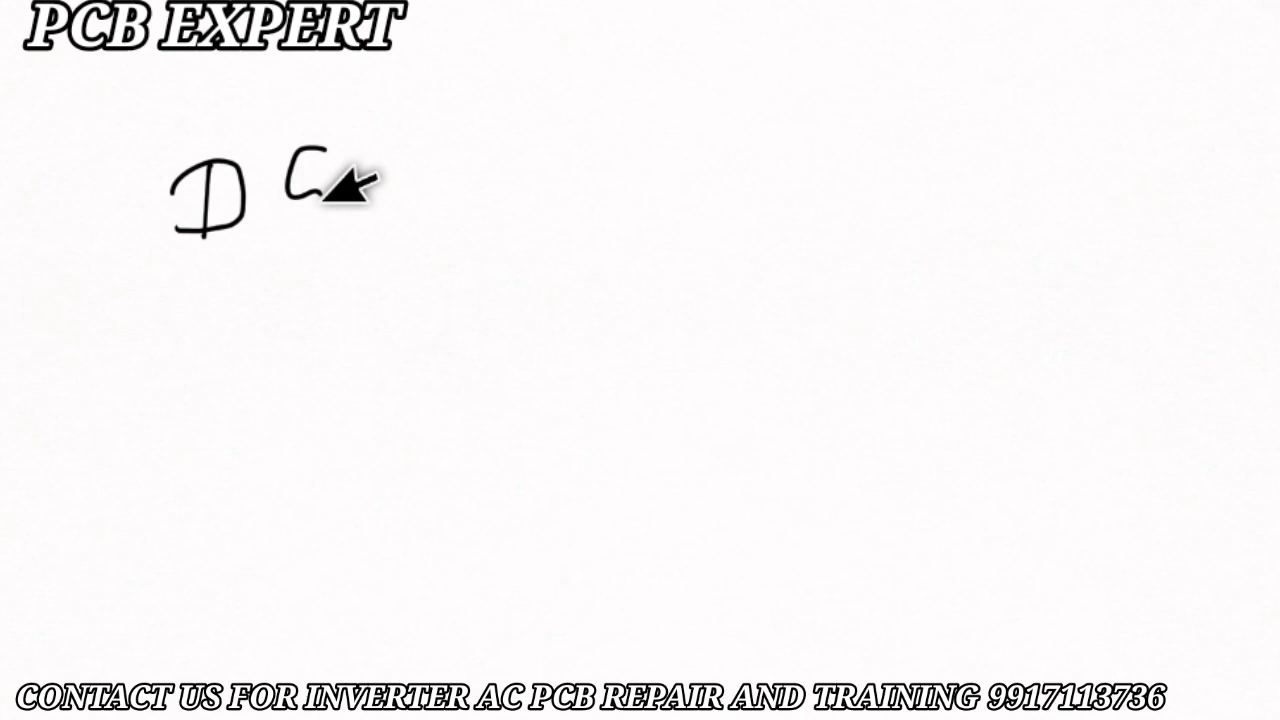 PCB EXPERT
D C
CONTACT US FOR INVERTER AC PCB REPAIR AND TRAINING 9917113736